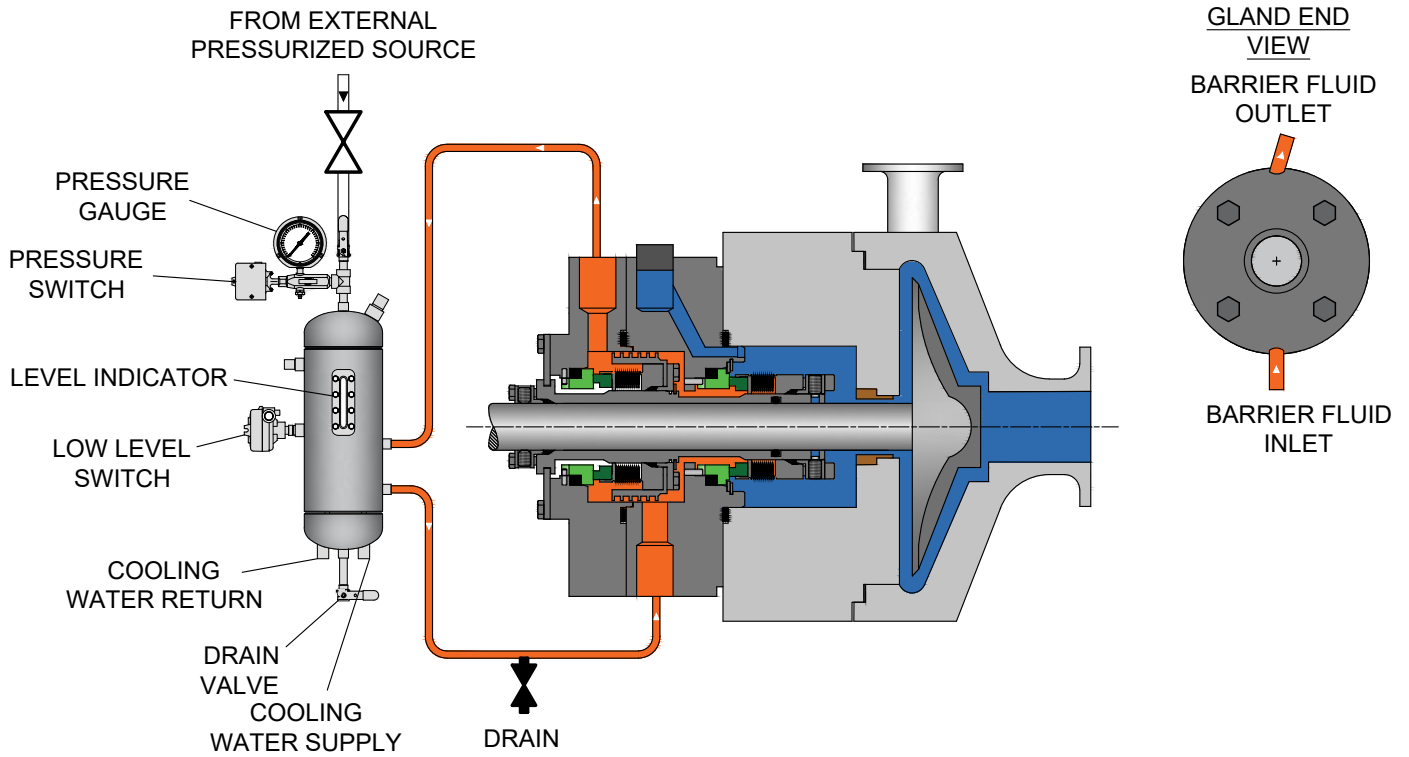 FROM EXTERNAL
PRESSURIZED SOURCE
PRESSURE
GAUGE
PRESSURE
SWITCH
LEVEL INDICATOR
LOW LEVEL
SWITCH
COOLING
WATER RETURN
DRAIN
VALVE
COOLING
WATER SUPPLY
DRAIN
GLAND END
VIEW
BARRIER FLUID
OUTLET
BARRIER FLUID
INLET